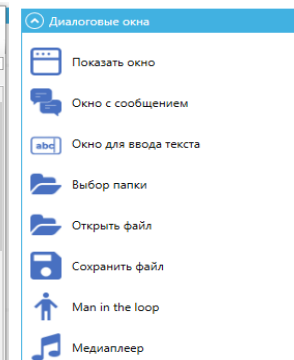 Диалоговые окна
Показать окно
Окно с сообщением
abc
Окно для ввода текста
Выбор папки
Открыть файл
Сохранить файл
Man in the loop
Медиаплеер